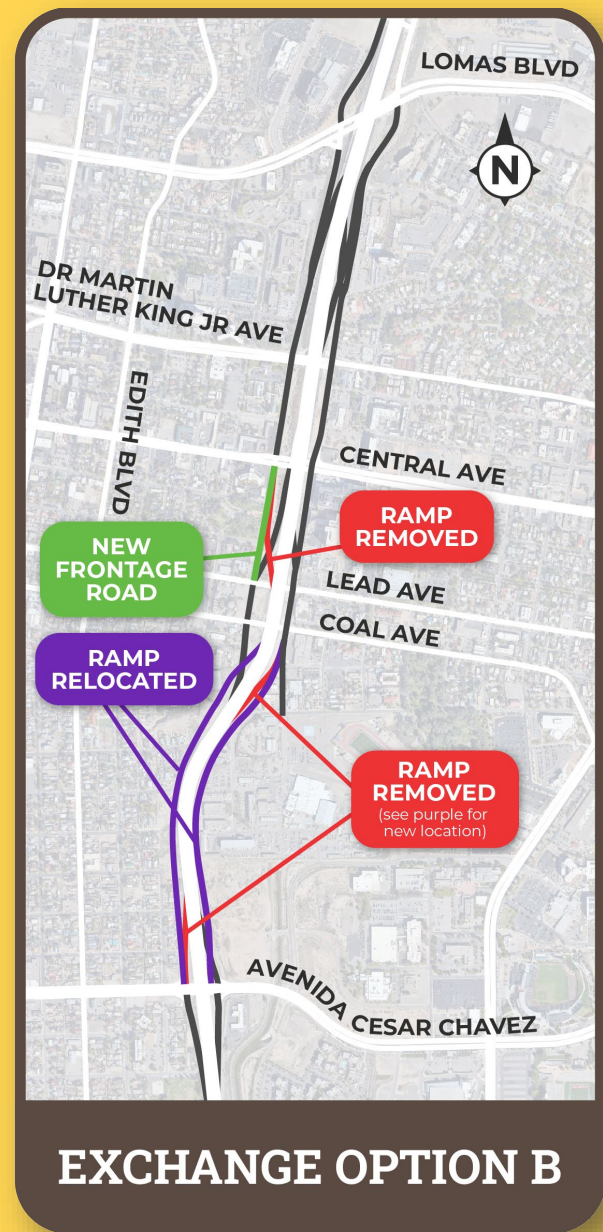 LOMAS BLVD
N
DR MARTIN
LUTHER KING JR AVE
EDITH BLVD
CENTRAL AVE
RAMP
REMOVED
NEW
FRONTAGE
ROAD
LEAD AVE
COAL AVE
RAMP
RELOCATED
RAMP
REMOVED
(see purple for
new location)
AVENIDA CESAR CHAVEZ
EXCHANGE OPTION B